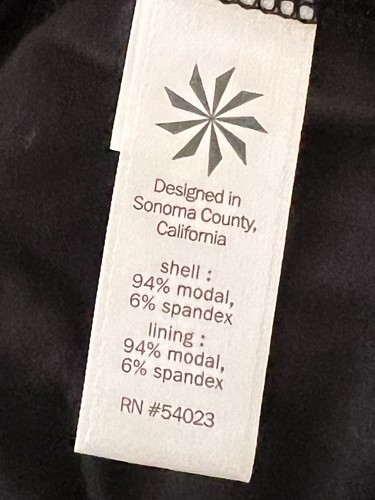 Designed in
Sonoma County,
California
shell :
94% modal,
6% spandex
lining :
94% modal,
6% spandex
RN #54023